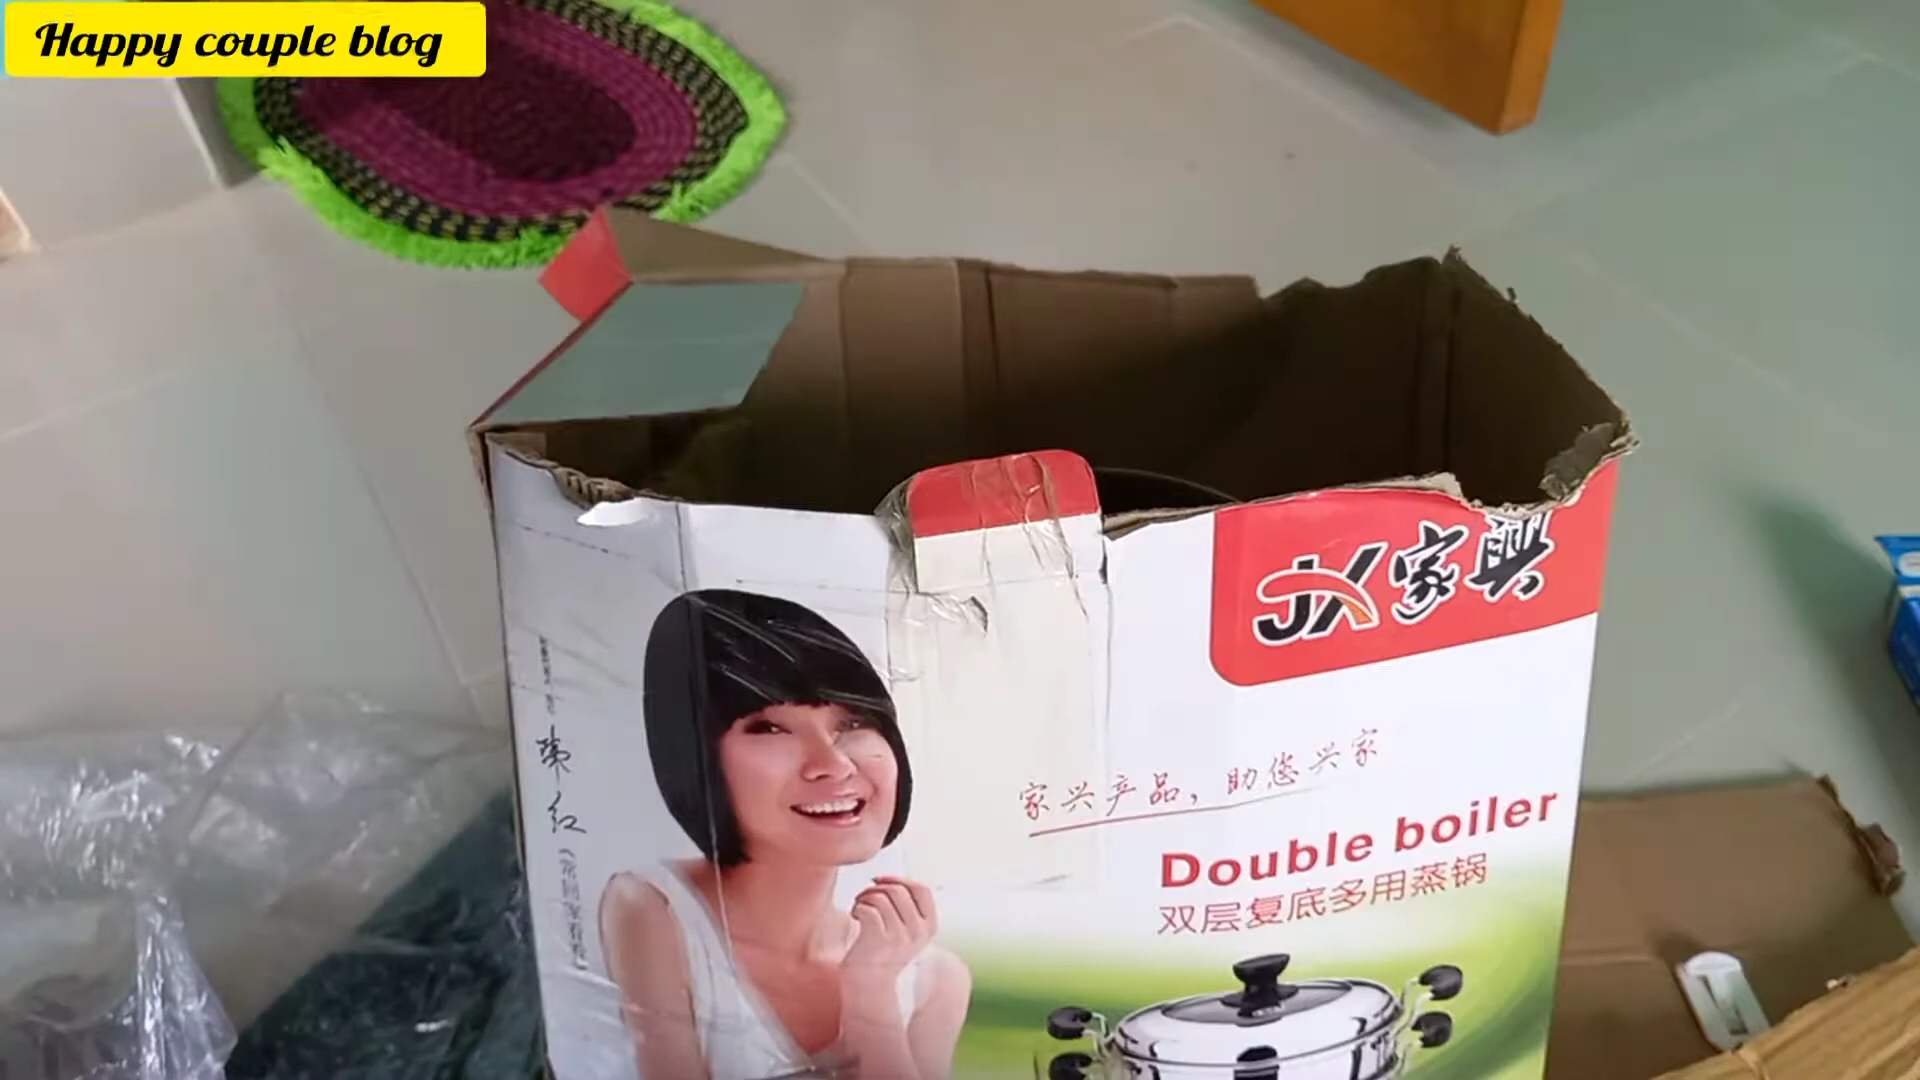 Happy couple blog
JX家興
家兴产品，助您兴家
Double boiler
双层复底多用蒸锅